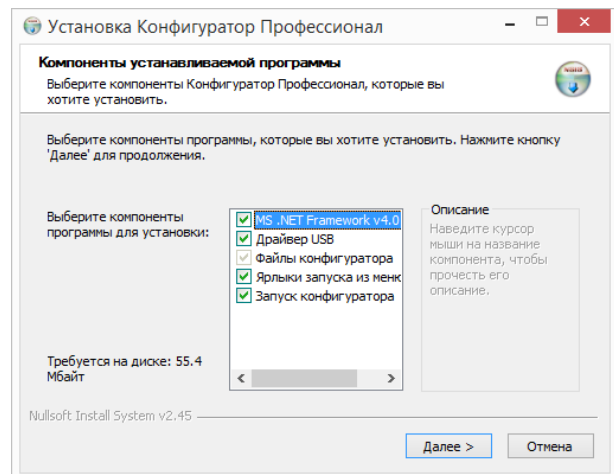 Установка Конфигуратор Профессионал
Компоненты устанавливаемой программы
Выберите компоненты Конфигуратор Профессионал, которые вы
хотите установить.
Выберите компоненты программы, которые вы хотите установить. Нажмите кнопку
'Далее' для продолжения.
Выберите компоненты
программы для установки:
MS .NET Framework v4.0
Драйвер USB
Файлы конфигуратора
Ярлыки запуска из меню
Запуск конфигуратора
Описание
Наведите курсор
мыши на название
компонента, чтобы
прочесть его
описание.
Требуется на диске: 55.4
Мбайт
Nullsoft Install System v2.45
Далее >
Отмена